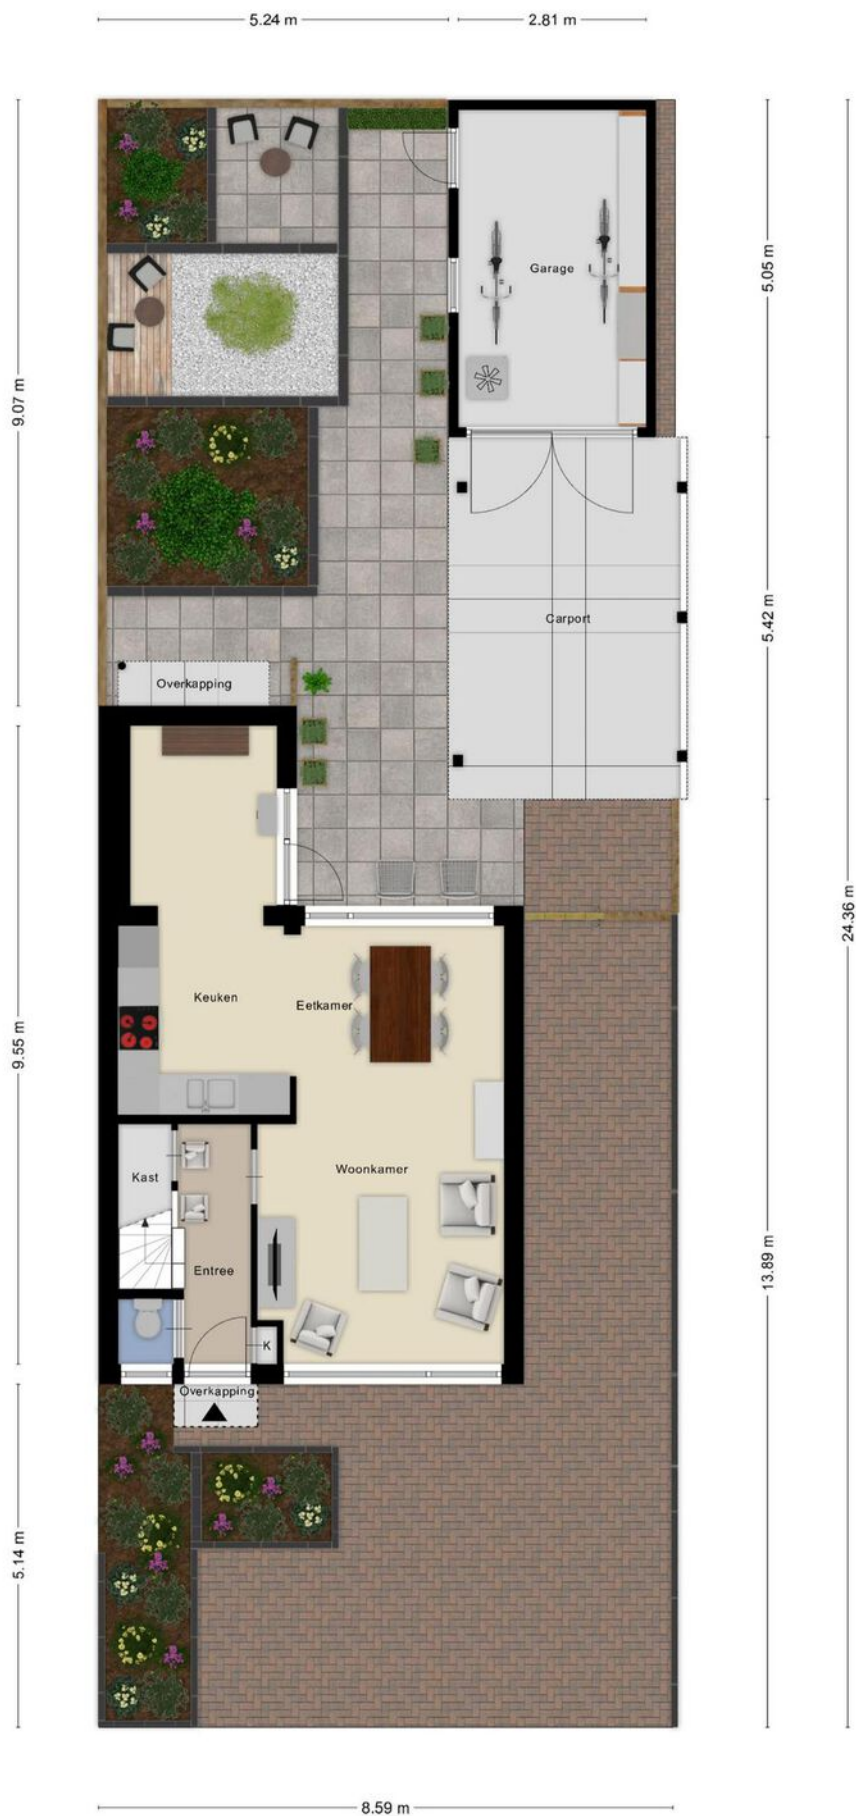 5.24 m
2.81 m
Garage
5.05 m
9.07 m
Carport
5.42 m
Overkapping
24.36 m
Keuken
Eetkamer
9.55 m
Woonkamer
Kast
Entree
13.89 m
K
Overkapping
5.14 m
8.59 m